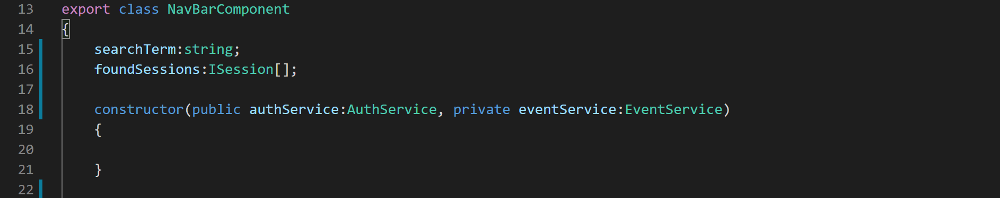 13 export class NavBarComponent
14 {
15 searchTerm:string;
16 foundSessions:ISession[];
17
18 constructor(public authService:AuthService, private eventService:EventService)
19 {
20
21 }
22